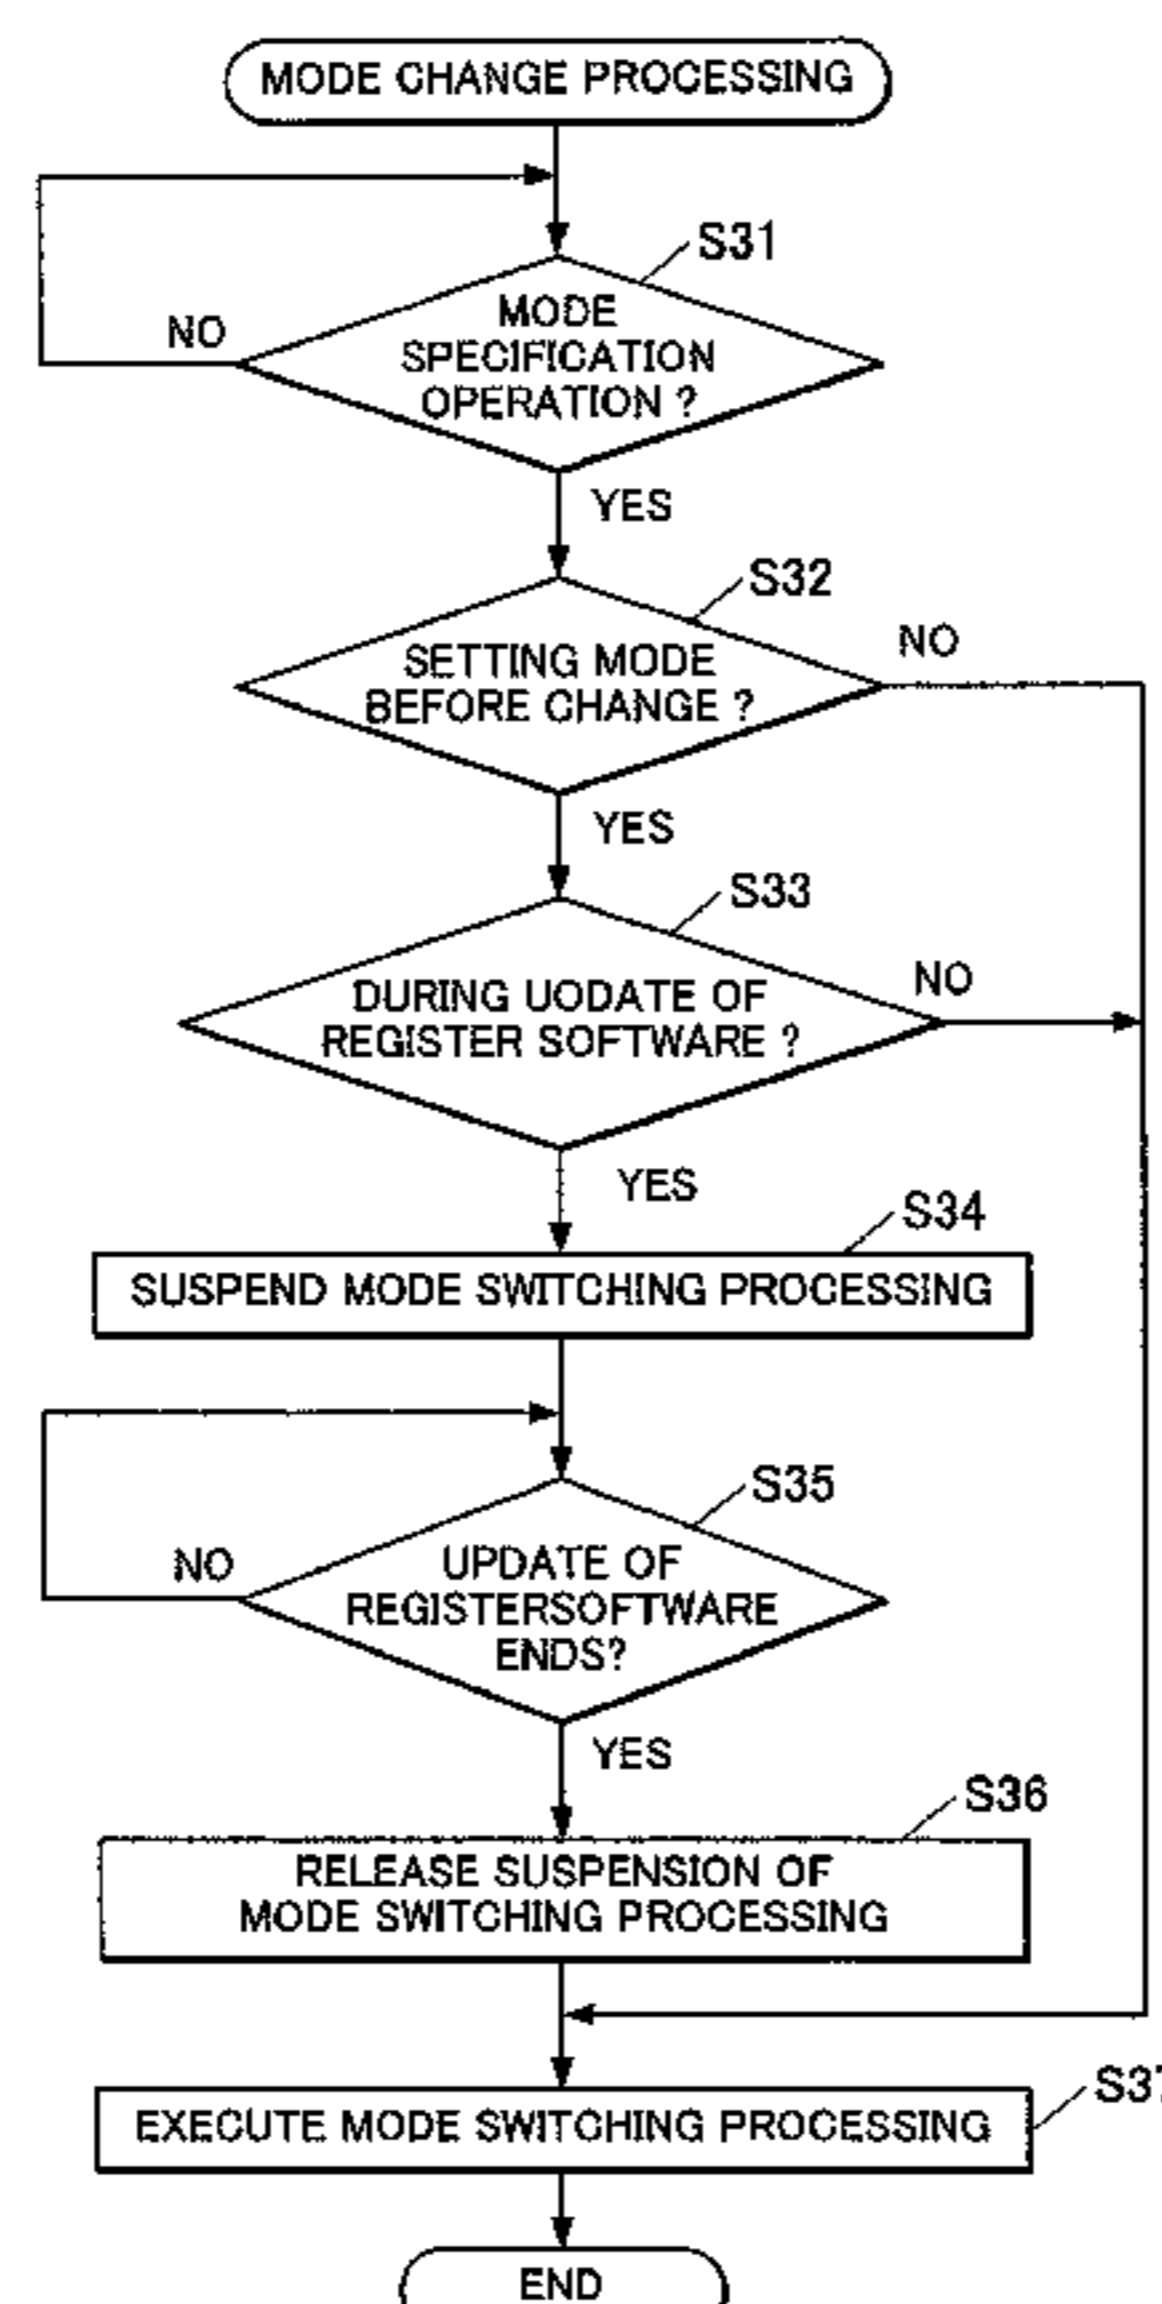 MODE CHANGE PROCESSING
S31
MODE
SPECIFICATION
OPERATION ?
NO
YES
S32
SETTING MODE
BEFORE CHANGE ?
NO
YES
S33
DURING UODATE OF
REGISTER SOFTWARE ?
NO
YES
S34
SUSPEND MODE SWITCHING PROCESSING
S35
UPDATE OF
REGISTERSOFTWARE
ENDS?
NO
YES
S36
RELEASE SUSPENSION OF
MODE SWITCHING PROCESSING
S37
EXECUTE MODE SWITCHING PROCESSING
END